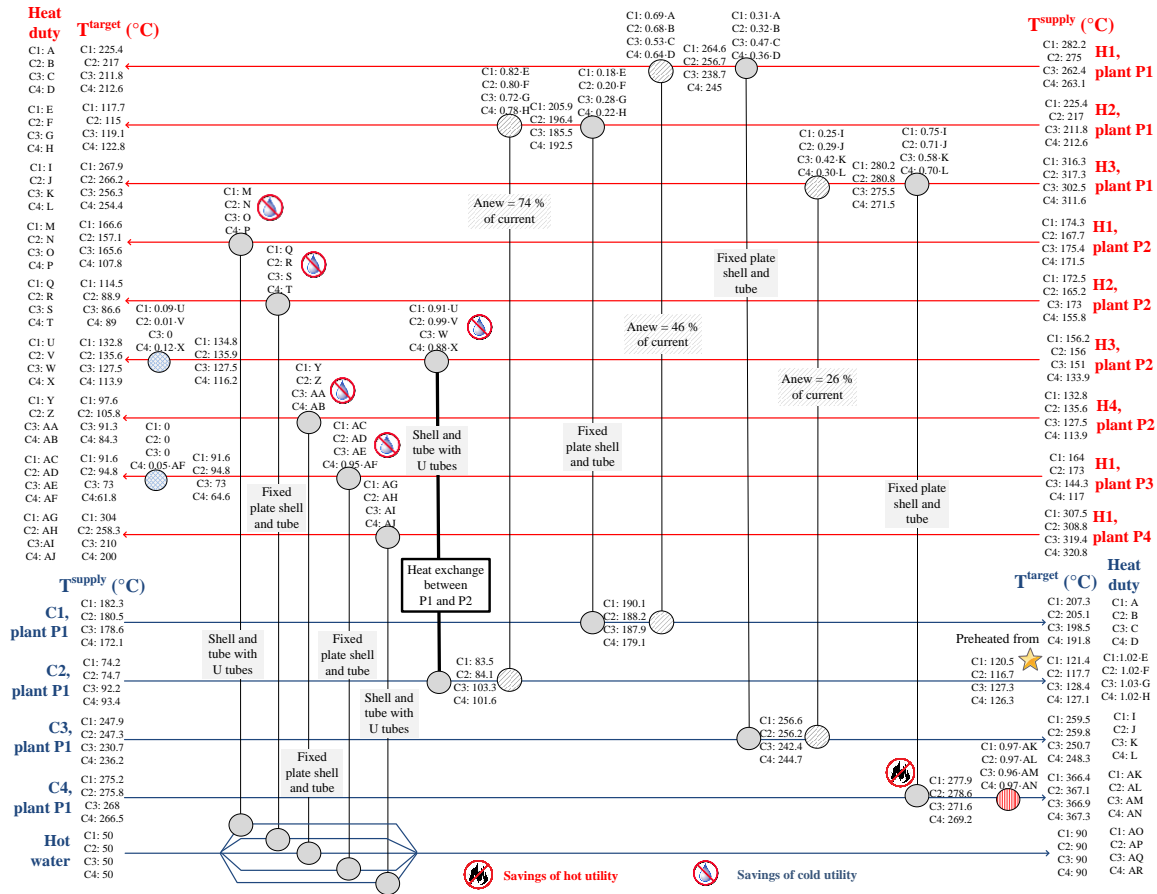 Heat duty
T^target (°C)
T^supply (°C)
C1: A
C2: B
C3: C
C4: D
C1: 225.4
C2: 217
C3: 211.8
C4: 212.6
C1: 0.69·A
C2: 0.68·B
C3: 0.53·C
C4: 0.64·D
C1: 264.6
C2: 256.7
C3: 238.7
C4: 245
C1: 0.31·A
C2: 0.32·B
C3: 0.47·C
C4: 0.36·D
C1: 282.2
C2: 275
C3: 262.4
C4: 263.1
H1,
plant P1
C1: E
C2: F
C3: G
C4: H
C1: 117.7
C2: 115
C3: 119.1
C4: 122.8
C1: 0.82·E
C2: 0.80·F
C3: 0.72·G
C4: 0.78·H
C1: 205.9
C2: 196.4
C3: 185.5
C4: 192.5
C1: 0.18·E
C2: 0.20·F
C3: 0.28·G
C4: 0.22·H
C1: 225.4
C2: 217
C3: 211.8
C4: 212.6
H2,
plant P1
C1: I
C2: J
C3: K
C4: L
C1: 267.9
C2: 266.2
C3: 256.3
C4: 254.4
C1: 0.25·I
C2: 0.29·J
C3: 0.42·K
C4: 0.30·L
C1: 280.2
C2: 280.8
C3: 275.5
C4: 271.5
C1: 0.75·I
C2: 0.71·J
C3: 0.58·K
C4: 0.70·L
C1: 316.3
C2: 317.3
C3: 302.5
C4: 311.6
H3,
plant P1
C1: M
C2: N
C3: O
C4: P
C1: 166.6
C2: 157.1
C3: 165.6
C4: 107.8
C1: M
C2: N
C3: O
C4: P
C1: 174.3
C2: 167.7
C3: 175.4
C4: 171.5
H1,
plant P2
C1: Q
C2: R
C3: S
C4: T
C1: 114.5
C2: 88.9
C3: 86.6
C4: 89
C1: Q
C2: R
C3: S
C4: T
C1: 172.5
C2: 165.2
C3: 173
C4: 155.8
H2,
plant P2
C1: U
C2: V
C3: W
C4: X
C1: 132.8
C2: 135.6
C3: 127.5
C4: 113.9
C1: 0.09·U
C2: 0.01·V
C3: 0
C4: 0.12·X
C1: 134.8
C2: 135.9
C3: 127.5
C4: 116.2
C1: 0.91·U
C2: 0.99·V
C3: W
C4: 0.88·X
C1: 156.2
C2: 156
C3: 151
C4: 133.9
H3,
plant P2
C1: Y
C2: Z
C3: AA
C4: AB
C1: 97.6
C2: 105.8
C3: 91.3
C4: 84.3
C1: Y
C2: Z
C3: AA
C4: AB
C1: 132.8
C2: 135.6
C3: 127.5
C4: 113.9
H4,
plant P2
C1: AC
C2: AD
C3: AE
C4: AF
C1: 91.6
C2: 94.8
C3: 73
C4:61.8
C1: 0
C2: 0
C3: 0
C4: 0.05·AF
C1: 91.6
C2: 94.8
C3: 73
C4: 64.6
C1: AC
C2: AD
C3: AE
C4: 0.95·AF
C1: 164
C2: 173
C3: 144.3
C4: 117
H1,
plant P3
C1: AG
C2: AH
C3:AI
C4: AJ
C1: 304
C2: 258.3
C3: 210
C4: 200
C1: AG
C2: AH
C3: AI
C4: AJ
C1: 307.5
C2: 308.8
C3: 319.4
C4: 320.8
H1,
plant P4
Anew = 74 %
of current
Fixed plate
shell and
tube
Anew = 46 %
of current
Anew = 26 %
of current
Shell and
tube with
U tubes
Fixed
plate shell
and tube
Fixed
plate shell
and tube
Fixed plate
shell and
tube
Heat exchange
between
P1 and P2
Shell and
tube with
U tubes
Fixed
plate shell
and tube
Shell and
tube with
U tubes
Fixed
plate shell
and tube
T^supply (°C)
T^target (°C)
Heat
duty
C1,
plant P1
C1: 182.3
C2: 180.5
C3: 178.6
C4: 172.1
C1: 190.1
C2: 188.2
C3: 187.9
C4: 179.1
C1: 207.3
C2: 205.1
C3: 198.5
C4: 191.8
C1: A
C2: B
C3: C
C4: D
C2,
plant P1
C1: 74.2
C2: 74.7
C3: 92.2
C4: 93.4
C1: 83.5
C2: 84.1
C3: 103.3
C4: 101.6
Preheated from
C1: 120.5
C2: 116.7
C3: 127.3
C4: 126.3
C1: 121.4
C2: 117.7
C3: 128.4
C4: 127.1
C1:1.02·E
C2: 1.02·F
C3: 1.03·G
C4: 1.02·H
C3,
plant P1
C1: 247.9
C2: 247.3
C3: 230.7
C4: 236.2
C1: 256.6
C2: 256.2
C3: 242.4
C4: 244.7
C1: 259.5
C2: 259.8
C3: 250.7
C4: 248.3
C1: I
C2: J
C3: K
C4: L
C4,
plant P1
C1: 275.2
C2: 275.8
C3: 268
C4: 266.5
C1: 277.9
C2: 278.6
C3: 271.6
C4: 269.2
C1: 0.97·AK
C2: 0.97·AL
C3: 0.96·AM
C4: 0.97·AN
C1: 366.4
C2: 367.1
C3: 366.9
C4: 367.3
C1: AK
C2: AL
C3: AM
C4: AN
Hot
water
C1: 50
C2: 50
C3: 50
C4: 50
C1: 90
C2: 90
C3: 90
C4: 90
C1: AO
C2: AP
C3: AQ
C4: AR
Savings of hot utility
Savings of cold utility